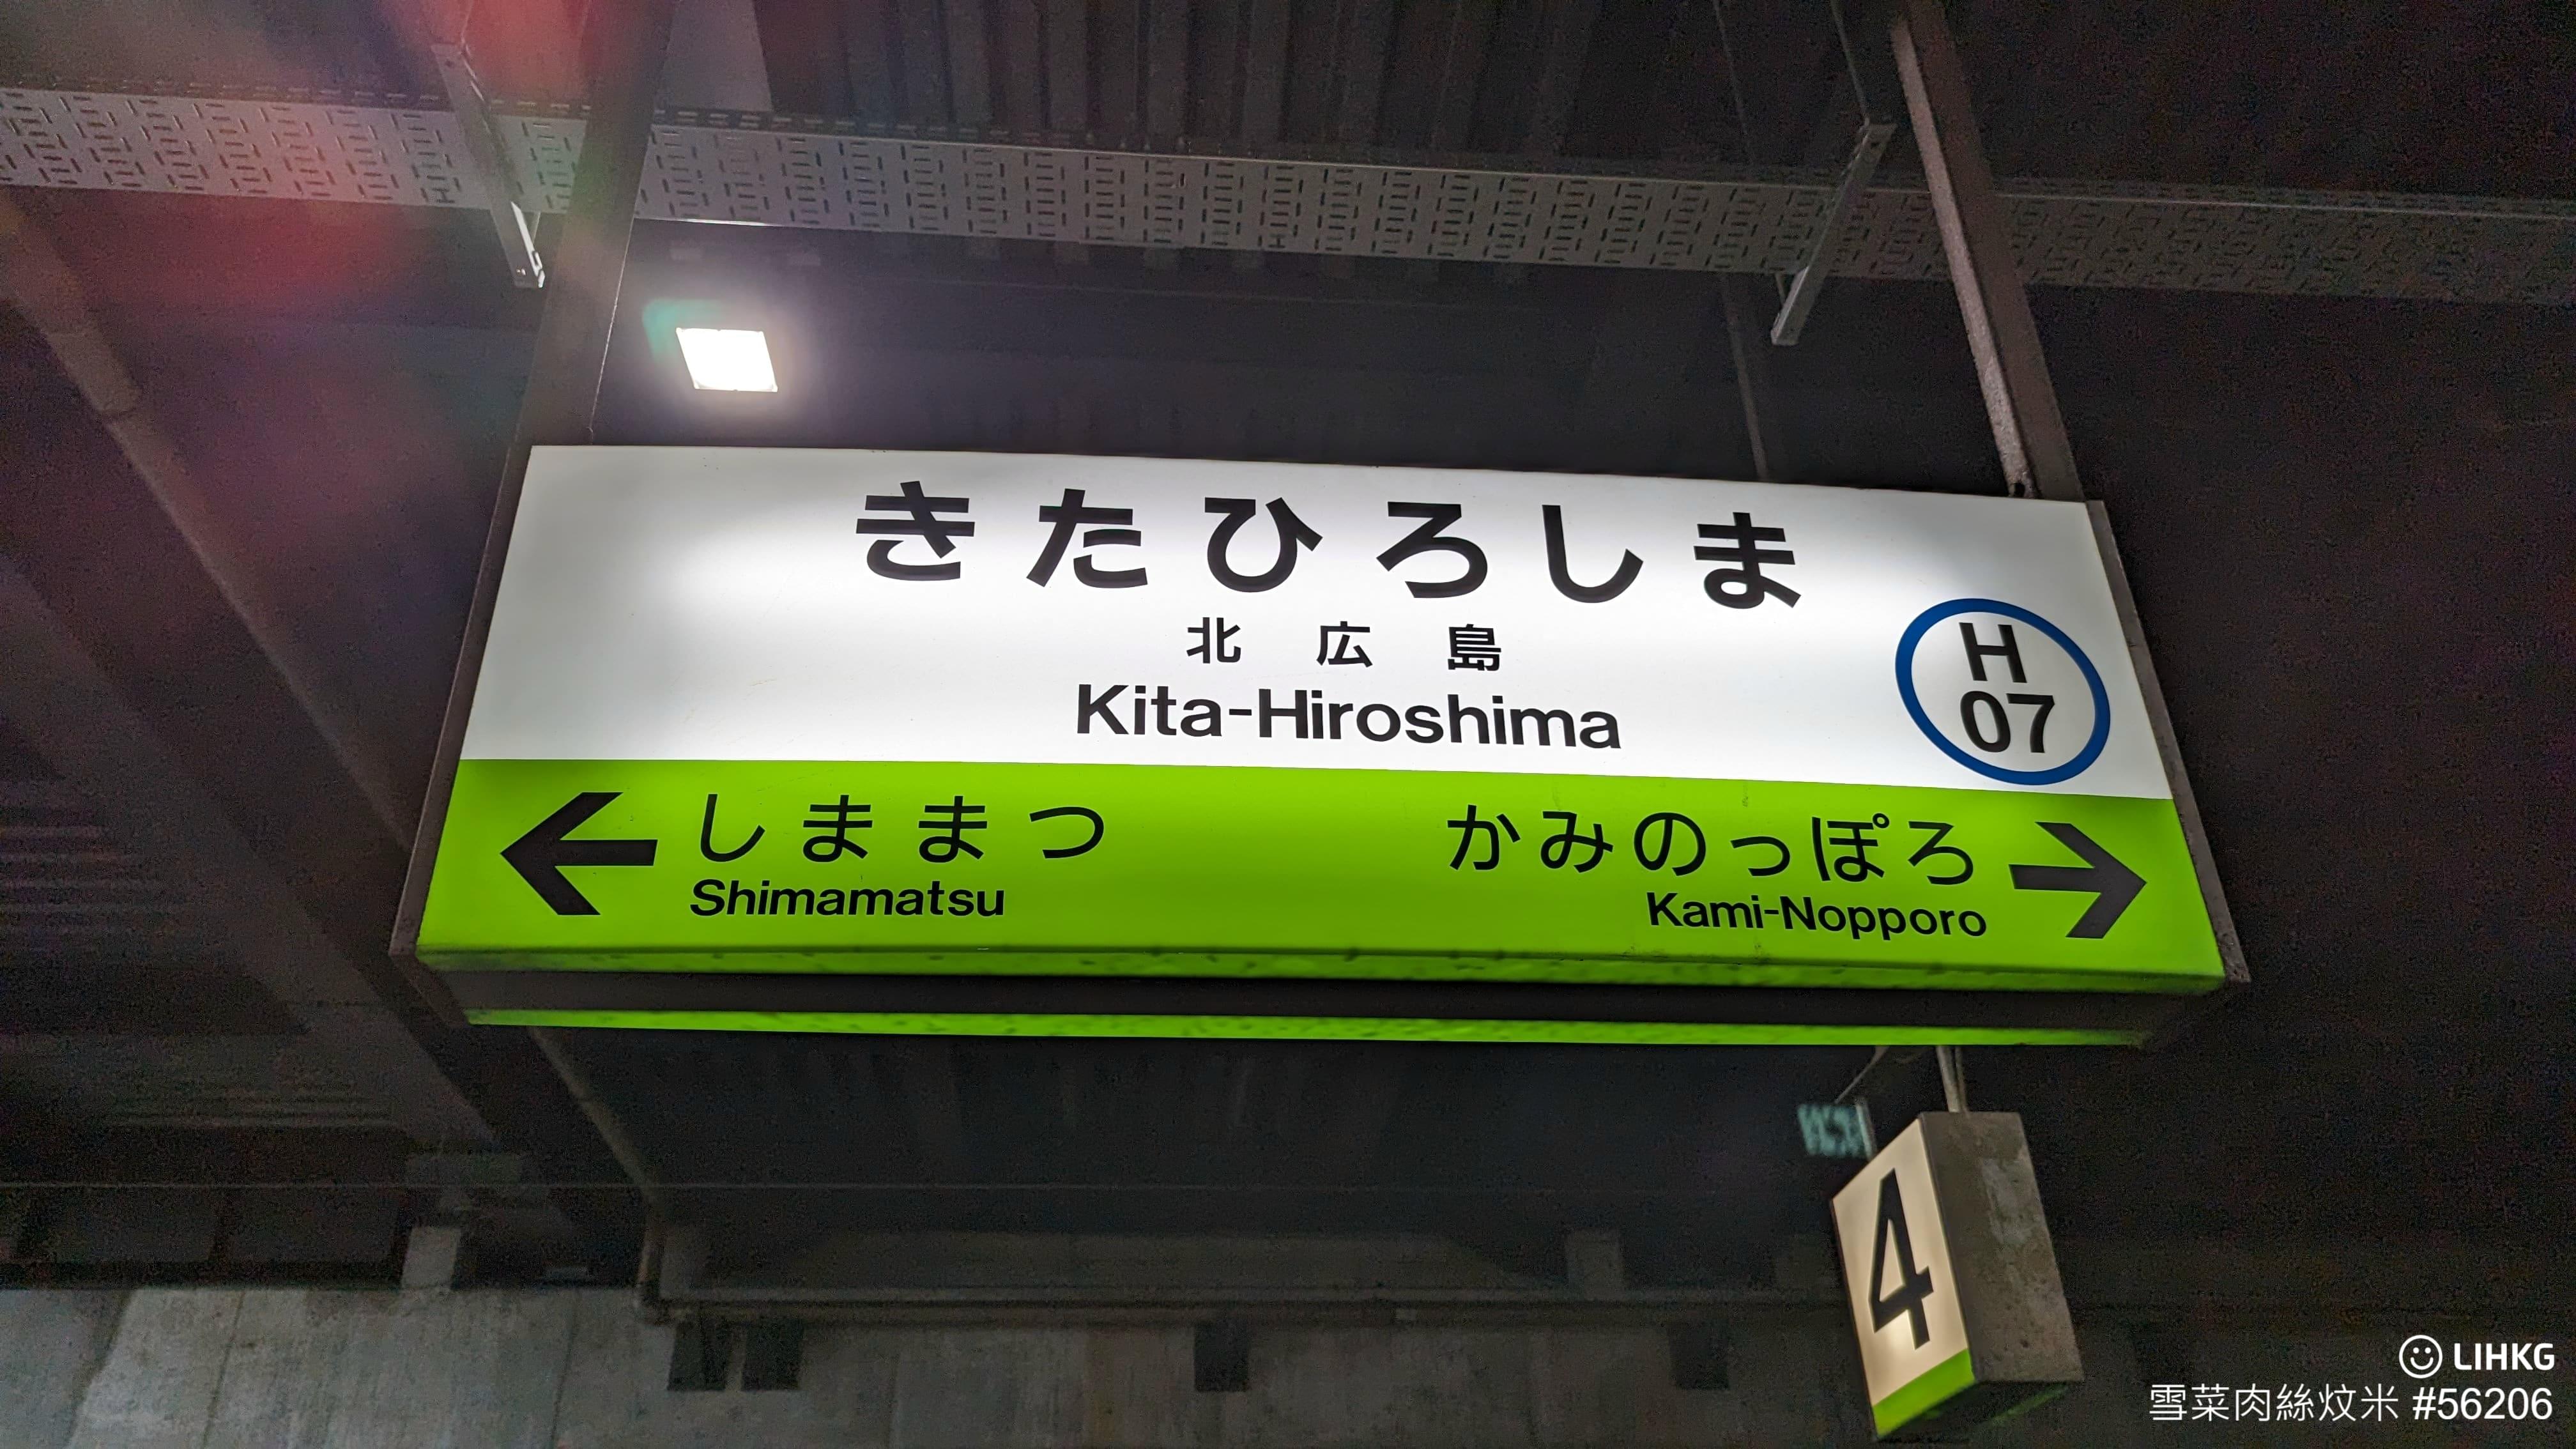 きたひろしま
北広島
Kita-Hiroshima
H
07
しままつ
Shimamatsu
かみのっぽろ
Kami-Nopporo
4
LIHKG
雪菜肉絲炆米 #56206